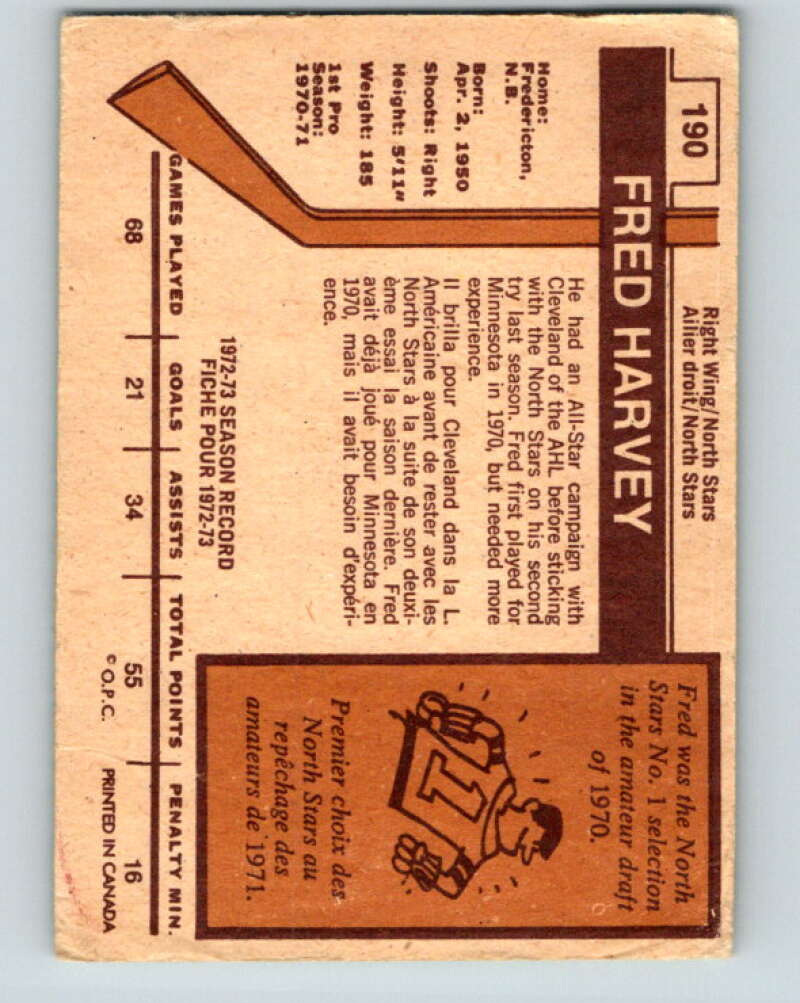 190
Right Wing/North Stars
Ailier droit/North Stars
FRED HARVEY
Home:
Fredericton,
N.B.
Born:
Apr. 2, 1950
Shoots: Right
Height: 5'11"
Weight: 185
1st Pro
Season:
1970-71
He had an All-Star campaign with
Cleveland of the AHL before sticking
with the North Stars on his second
try last season. Fred first played for
Minnesota in 1970, but needed more
experience.
Il brilla pour Cleveland dans la L.
Américaine avant de rester avec les
North Stars à la suite de son deuxi-
ème essai la saison dernière. Fred
avait déjà joué pour Minnesota en
1970, mais il avait besoin d'expéri-
ence.
Fred was the North
Stars No. 1 selection
in the amateur draft
of 1970.
1
Premier choix des
North Stars au
repêchage des
amateurs de 1971.
1972-73 SEASON RECORD
FICHE POUR 1972-73
GAMES PLAYED | GOALS | ASSISTS | TOTAL POINTS | PENALTY MIN.
68 21 34 55 16
© O.P.C. PRINTED IN CANADA